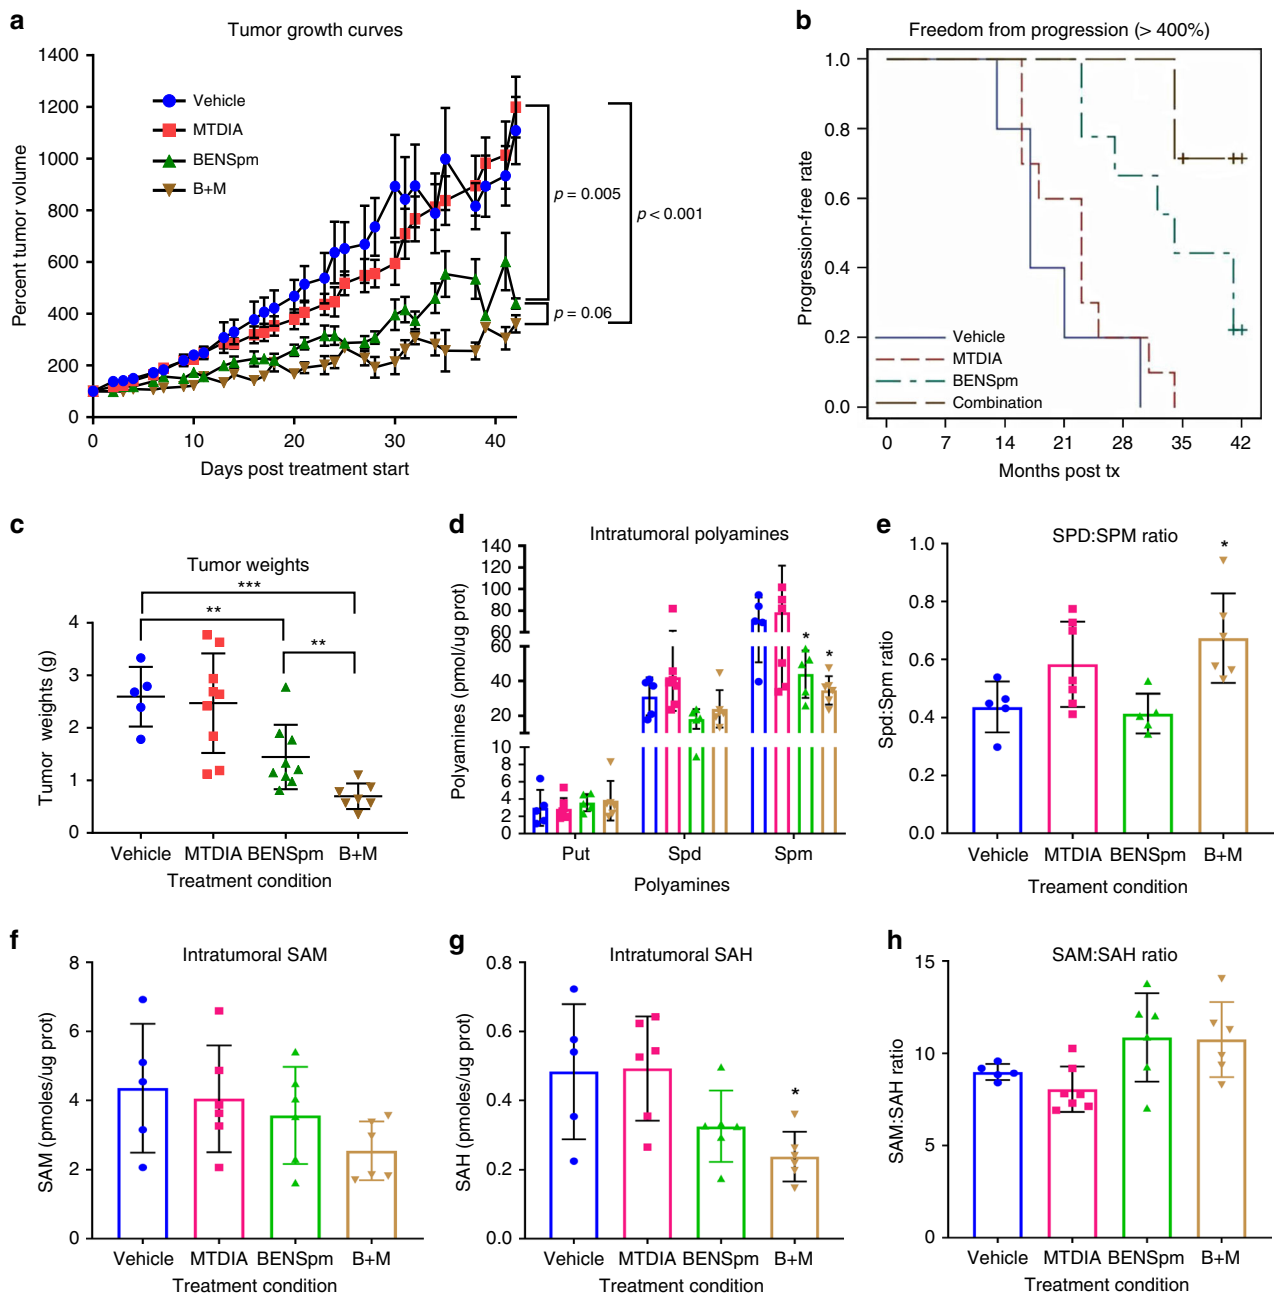 a
Tumor growth curves
1400
1200
1000
800
600
400
200
0
Percent tumor volume
Vehicle
MTDIA
BENSpm
B+M
p = 0.005
p < 0.001
p = 0.06
0 10 20 30 40
Days post treatment start
b
Freedom from progression (> 400%)
1.0
0.8
0.6
0.4
0.2
0.0
Progression-free rate
Vehicle
MTDIA
BENSpm
Combination
0 7 14 21 28 35 42
Months post tx
c
Tumor weights
***
**
**
4
3
2
1
0
Tumor weights (g)
Vehicle MTDIA BENSpm B+M
Treatment condition
d
Intratumoral polyamines
140
120
100
80
60
40
20
10
8
6
4
2
0
Polyamines (pmol/ug prot)
*
*
Put Spd Spm
Polyamines
e
SPD:SPM ratio
1.0
0.8
0.6
0.4
0.2
0.0
Spd:Spm ratio
*
Vehicle MTDIA BENSpm B+M
Treament condition
f
Intratumoral SAM
8
6
4
2
0
SAM (pmoles/ug prot)
Vehicle MTDIA BENSpm B+M
Treatment condition
g
Intratumoral SAH
0.8
0.6
0.4
0.2
0.0
SAH (pmoles/ug prot)
*
Vehicle MTDIA BENSpm B+M
Treatment condition
h
SAM:SAH ratio
15
10
5
0
SAM:SAH ratio
Vehicle MTDIA BENSpm B+M
Treatment condition